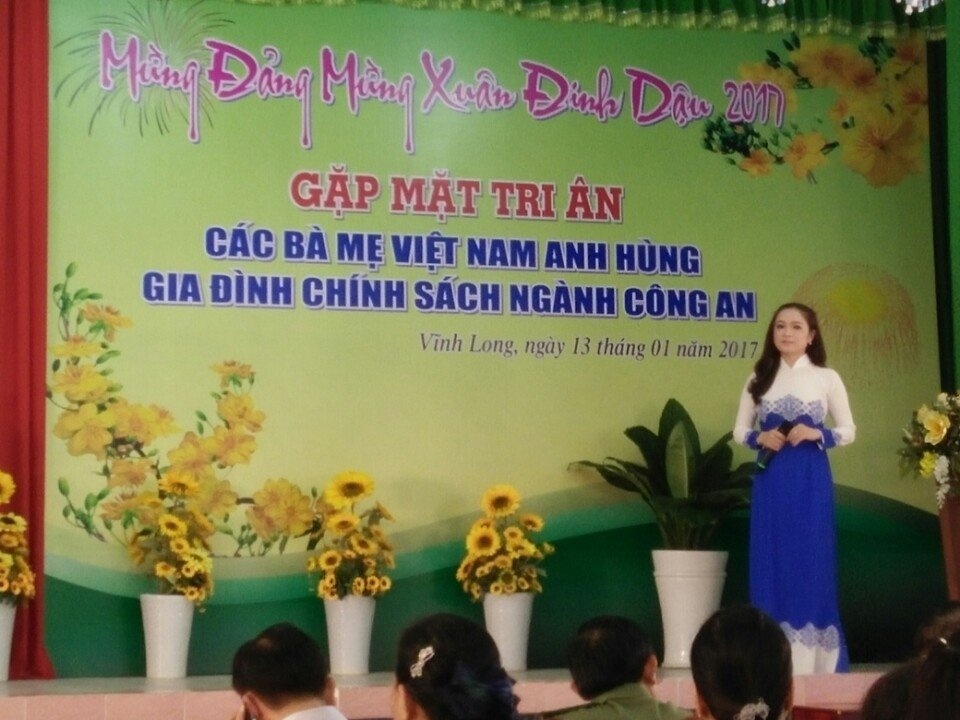 Mừng Đảng Mừng Xuân Đinh Dậu 2017
GẶP MẶT TRI ÂN
CÁC BÀ MẸ VIỆT NAM ANH HÙNG
GIA ĐÌNH CHÍNH SÁCH NGÀNH CÔNG AN
Vĩnh Long, ngày 13 tháng 01 năm 2017